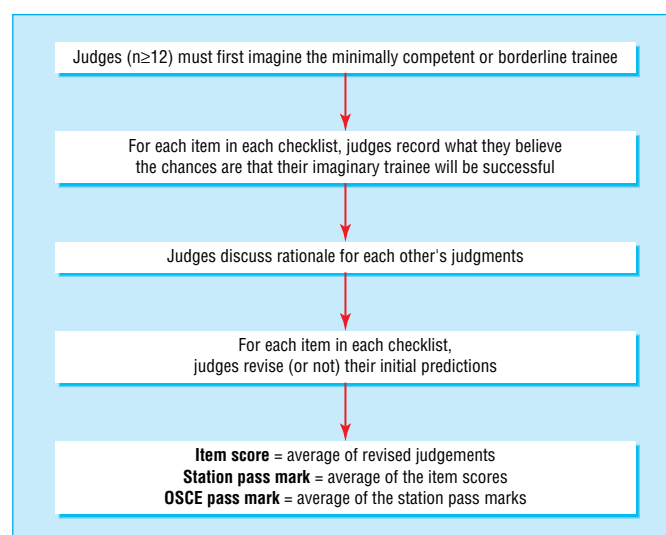 Judges (n≥12) must first imagine the minimally competent or borderline trainee
For each item in each checklist, judges record what they believe
the chances are that their imaginary trainee will be successful
Judges discuss rationale for each other's judgments
For each item in each checklist,
judges revise (or not) their initial predictions
Item score = average of revised judgements
Station pass mark = average of the item scores
OSCE pass mark = average of the station pass marks